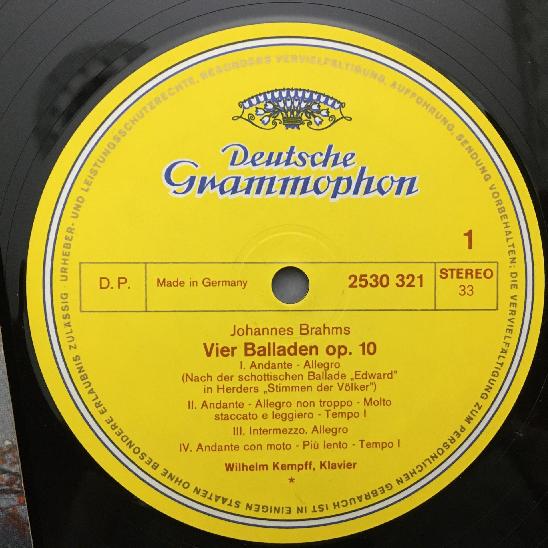 Deutsche
Grammophon
1
D. P.
Made in Germany
2530 321
STEREO
33
Johannes Brahms
Vier Balladen op. 10
I. Andante - Allegro
(Nach der schottischen Ballade „Edward"
in Herders „Stimmen der Völker")
II. Andante - Allegro non troppo - Molto
staccato e leggiero - Tempo I
III. Intermezzo. Allegro
IV. Andante con moto - Più lento - Tempo I
Wilhelm Kempff, Klavier
*
URHEBER- UND LEISTUNGSSCHUTZRECHTE, BESONDERS VERVIELFÄLTIGUNG, AUFFÜHRUNG, SENDUNG VORBEHALTEN; DIE VERVIELFÄLTIGUNG ZUM PERSÖNLICHEN GEBRAUCH IST IN EINIGEN STAATEN OHNE BESONDERE ERLAUBNIS ZULÄSSIG